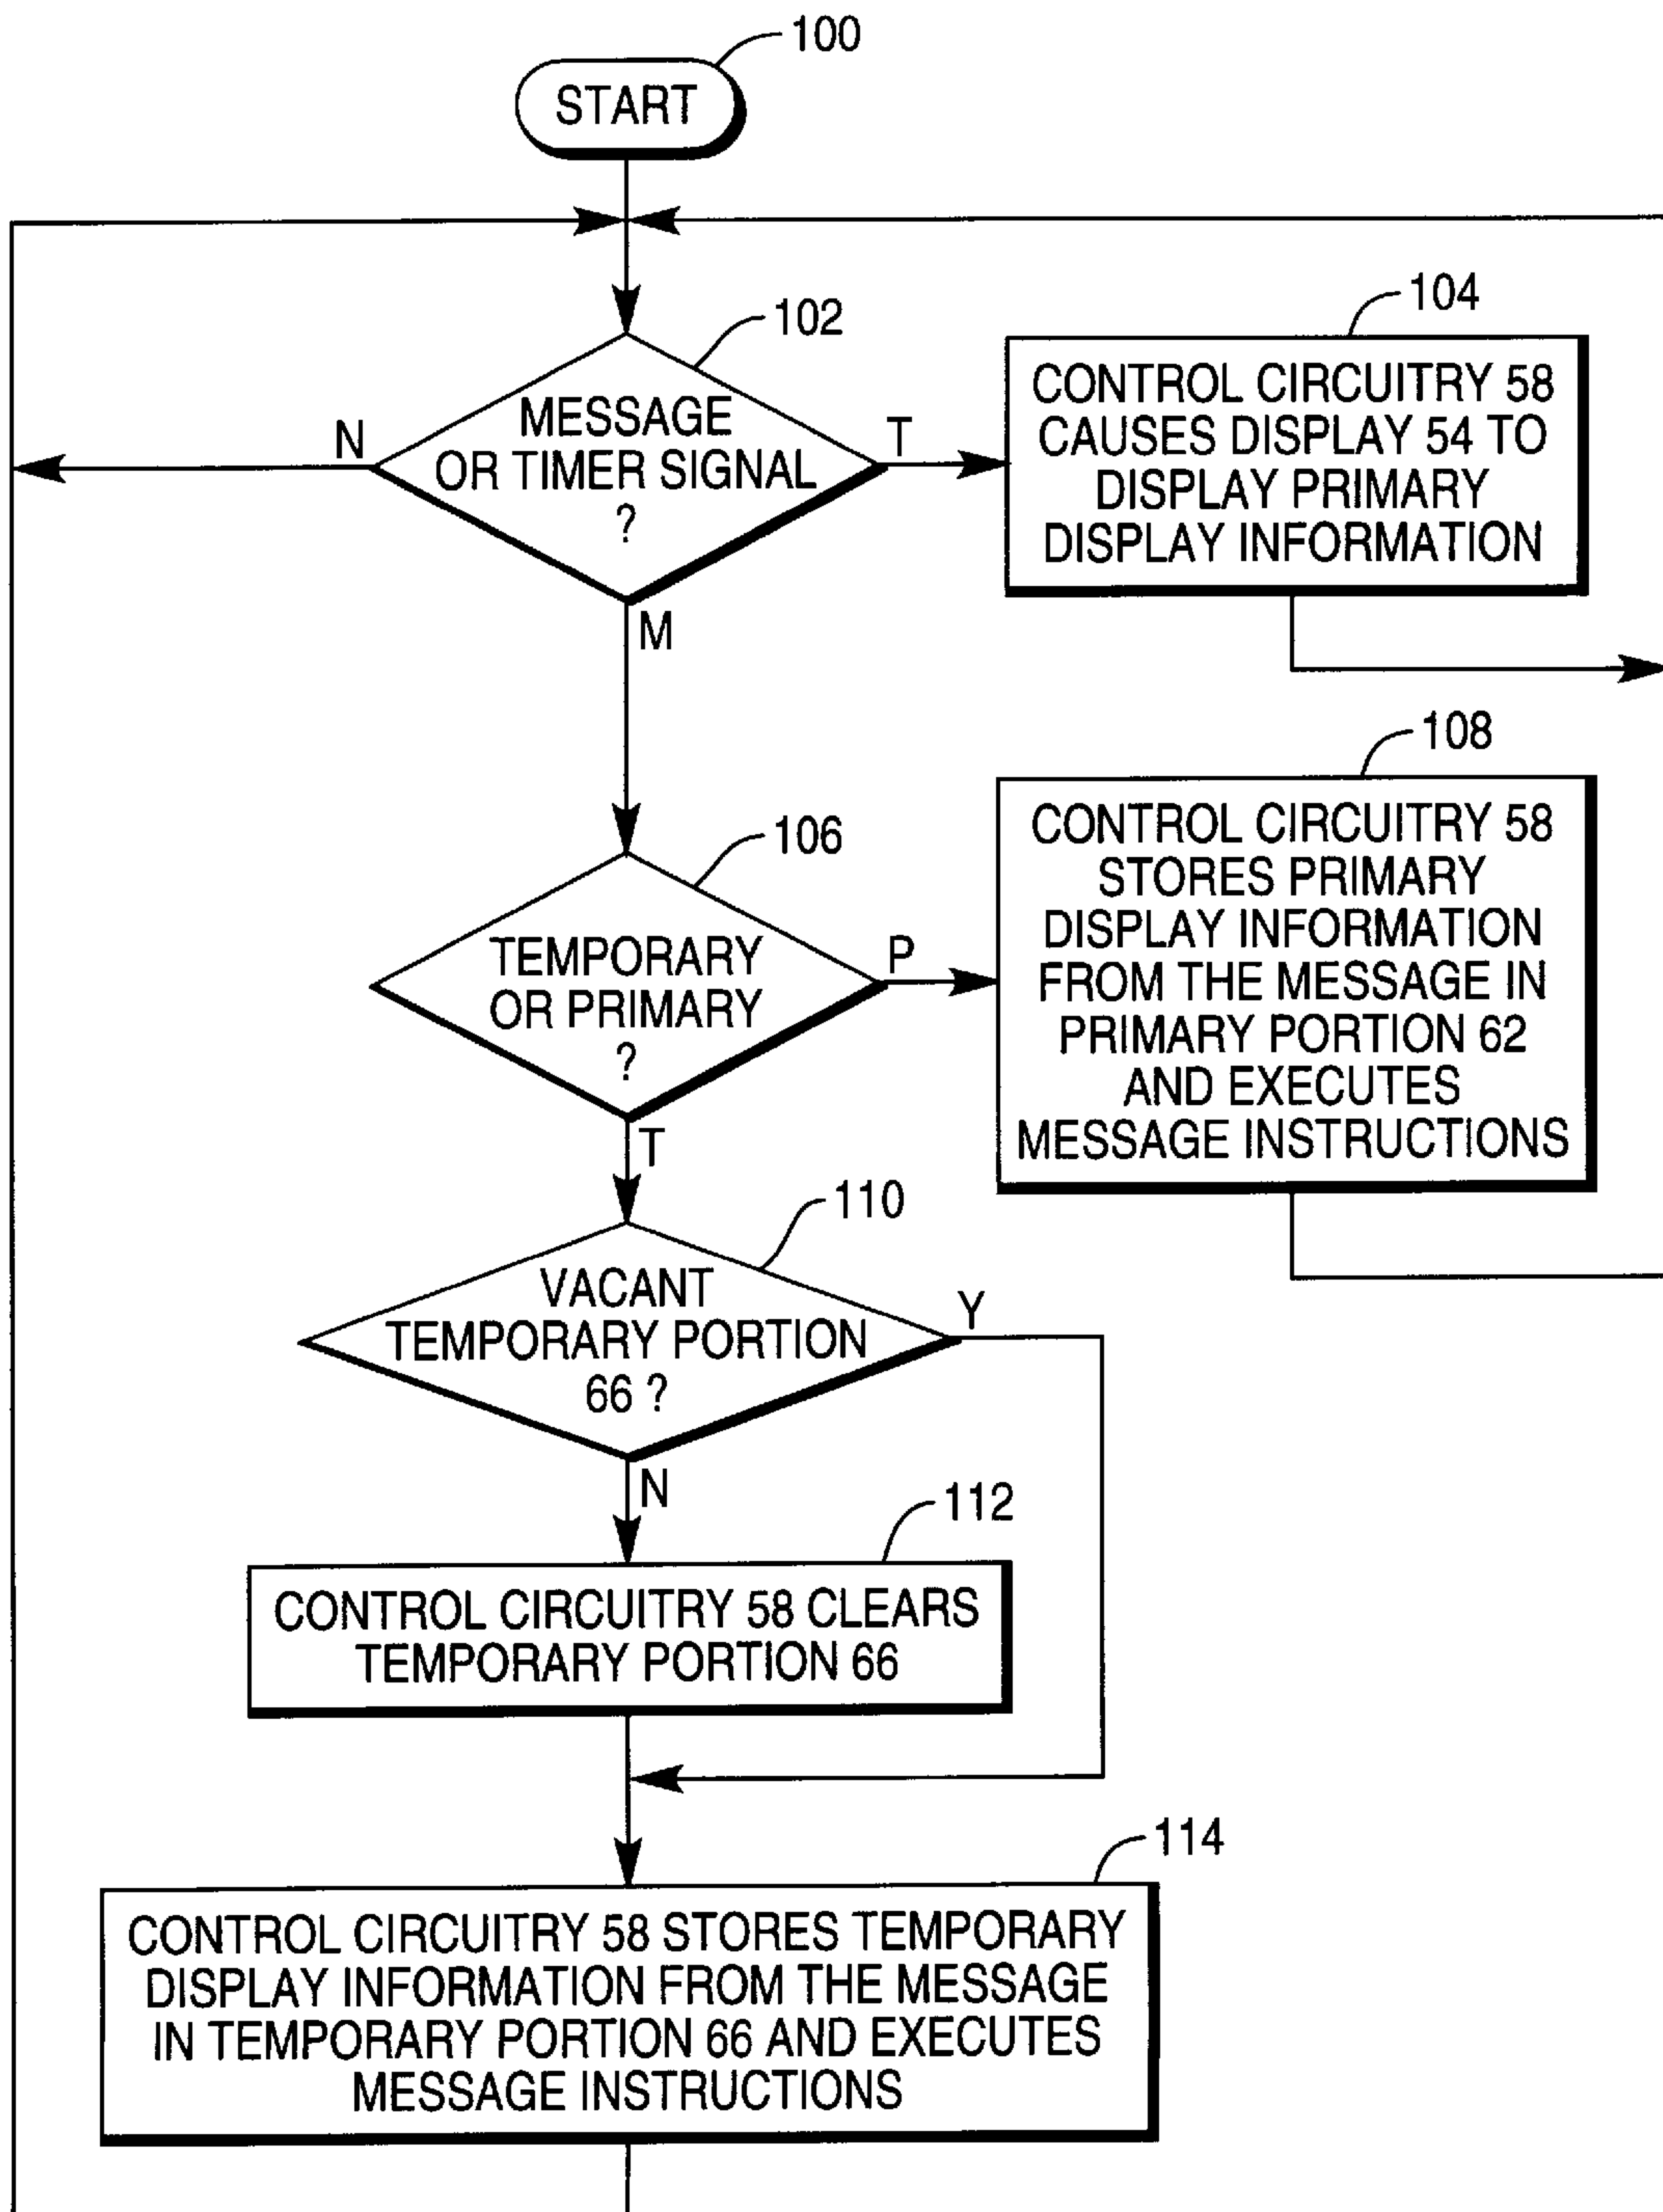 100
START
102
MESSAGE
OR TIMER SIGNAL
?
N
T
M
104
CONTROL CIRCUITRY 58
CAUSES DISPLAY 54 TO
DISPLAY PRIMARY
DISPLAY INFORMATION
106
TEMPORARY
OR PRIMARY
?
P
T
108
CONTROL CIRCUITRY 58
STORES PRIMARY
DISPLAY INFORMATION
FROM THE MESSAGE IN
PRIMARY PORTION 62
AND EXECUTES
MESSAGE INSTRUCTIONS
110
VACANT
TEMPORARY PORTION
66 ?
Y
N
112
CONTROL CIRCUITRY 58 CLEARS
TEMPORARY PORTION 66
114
CONTROL CIRCUITRY 58 STORES TEMPORARY
DISPLAY INFORMATION FROM THE MESSAGE
IN TEMPORARY PORTION 66 AND EXECUTES
MESSAGE INSTRUCTIONS